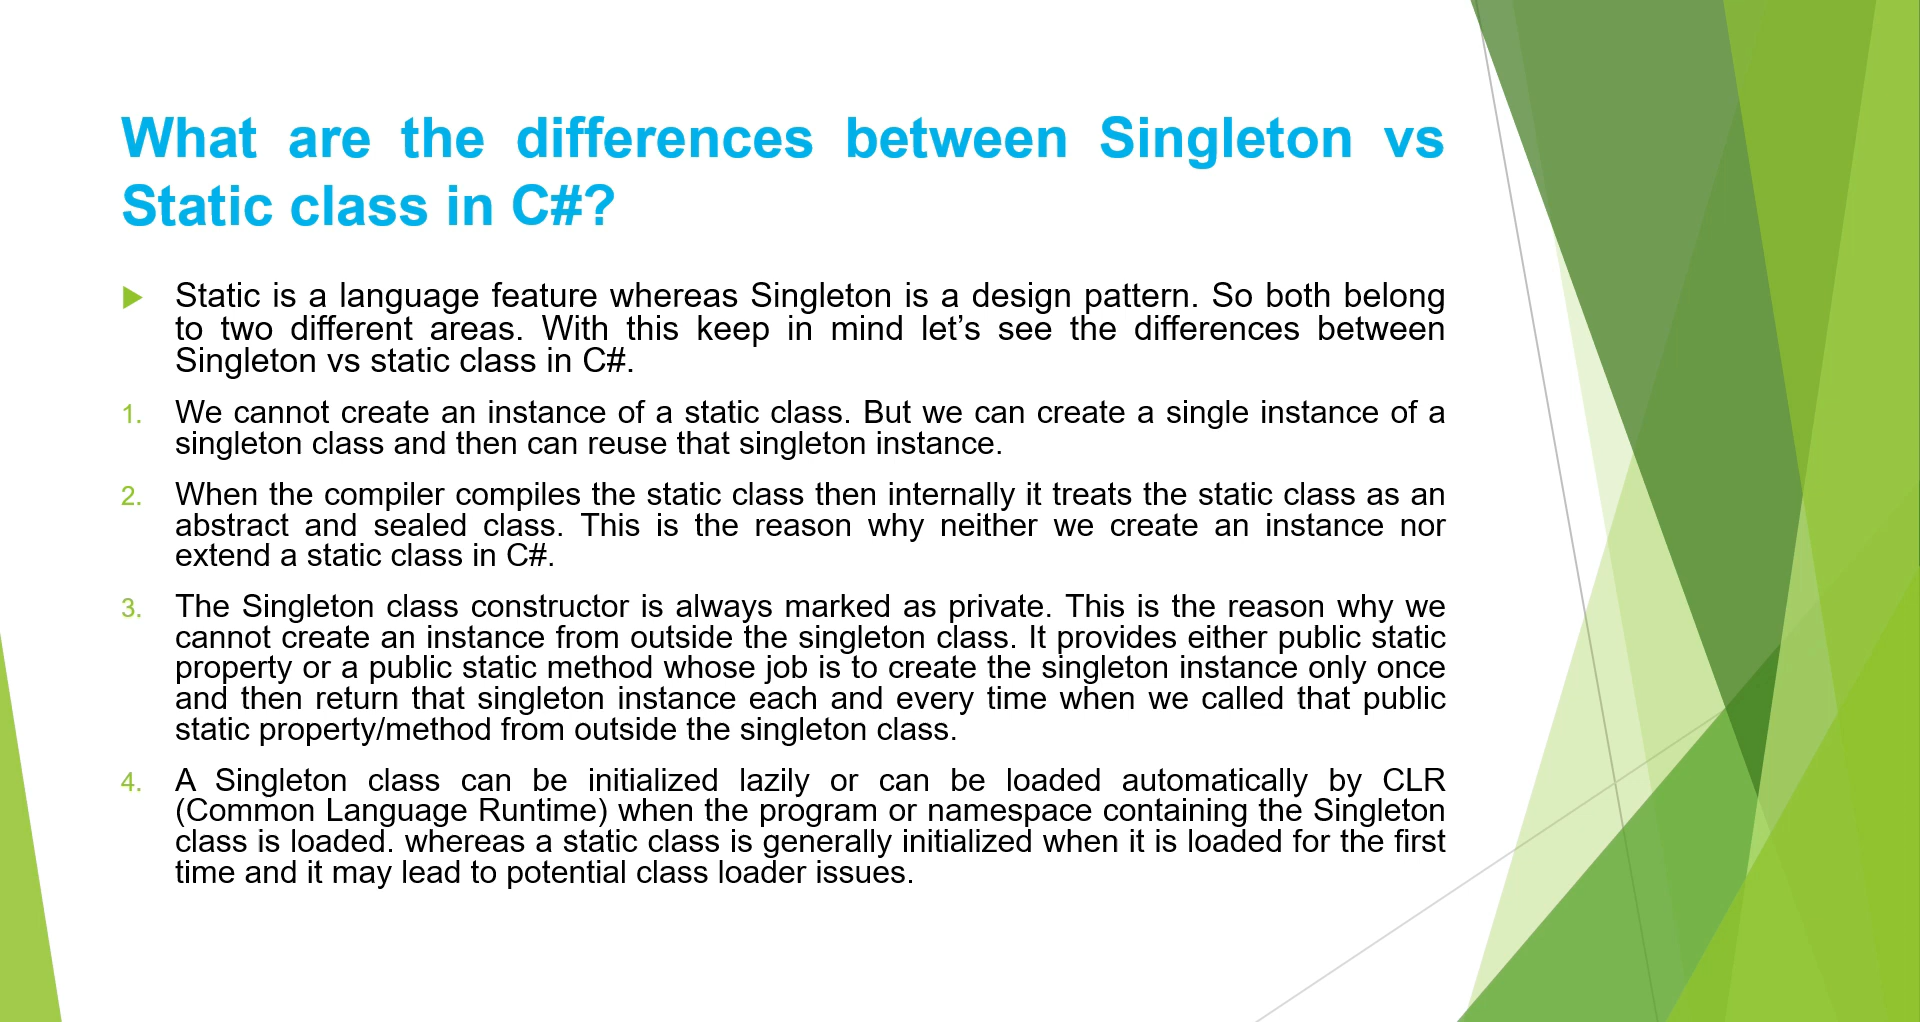 What are the differences between Singleton vs
Static class in C#?
Static is a language feature whereas Singleton is a design pattern. So both belong
to two different areas. With this keep in mind let’s see the differences between
Singleton vs static class in C#.
1. We cannot create an instance of a static class. But we can create a single instance of a
singleton class and then can reuse that singleton instance.
2. When the compiler compiles the static class then internally it treats the static class as an
abstract and sealed class. This is the reason why neither we create an instance nor
extend a static class in C#.
3. The Singleton class constructor is always marked as private. This is the reason why we
cannot create an instance from outside the singleton class. It provides either public static
property or a public static method whose job is to create the singleton instance only once
and then return that singleton instance each and every time when we called that public
static property/method from outside the singleton class.
4. A Singleton class can be initialized lazily or can be loaded automatically by CLR
(Common Language Runtime) when the program or namespace containing the Singleton
class is loaded. whereas a static class is generally initialized when it is loaded for the first
time and it may lead to potential class loader issues.